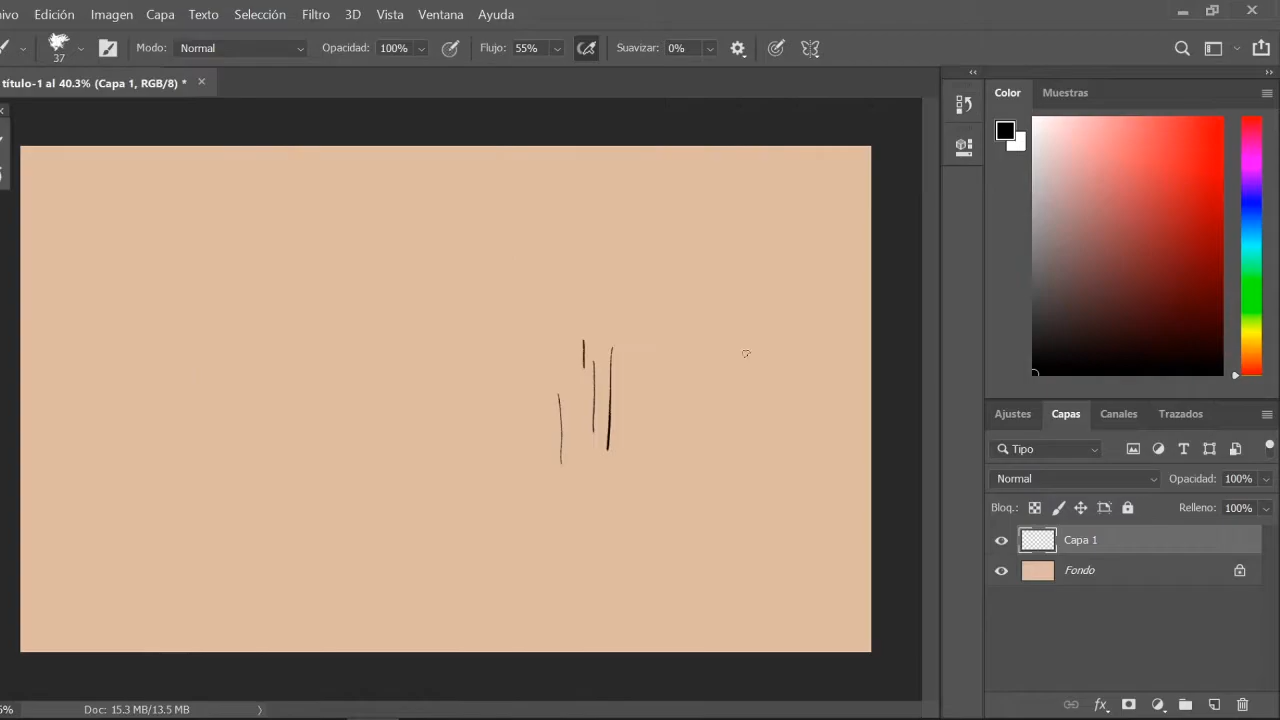 Edición Imagen Capa Texto Selección Filtro 3D Vista Ventana Ayuda
37 Modo: Normal Opacidad: 100% Flujo: 55% Suavizar: 0%
título-1 al 40.3% (Capa 1, RGB/8) *
Color Muestras
Ajustes Capas Canales Trazados
Tipo
Normal Opacidad: 100%
Bloq.: Relleno: 100%
Capa 1
Fondo
Doc: 15.3 MB/13.5 MB